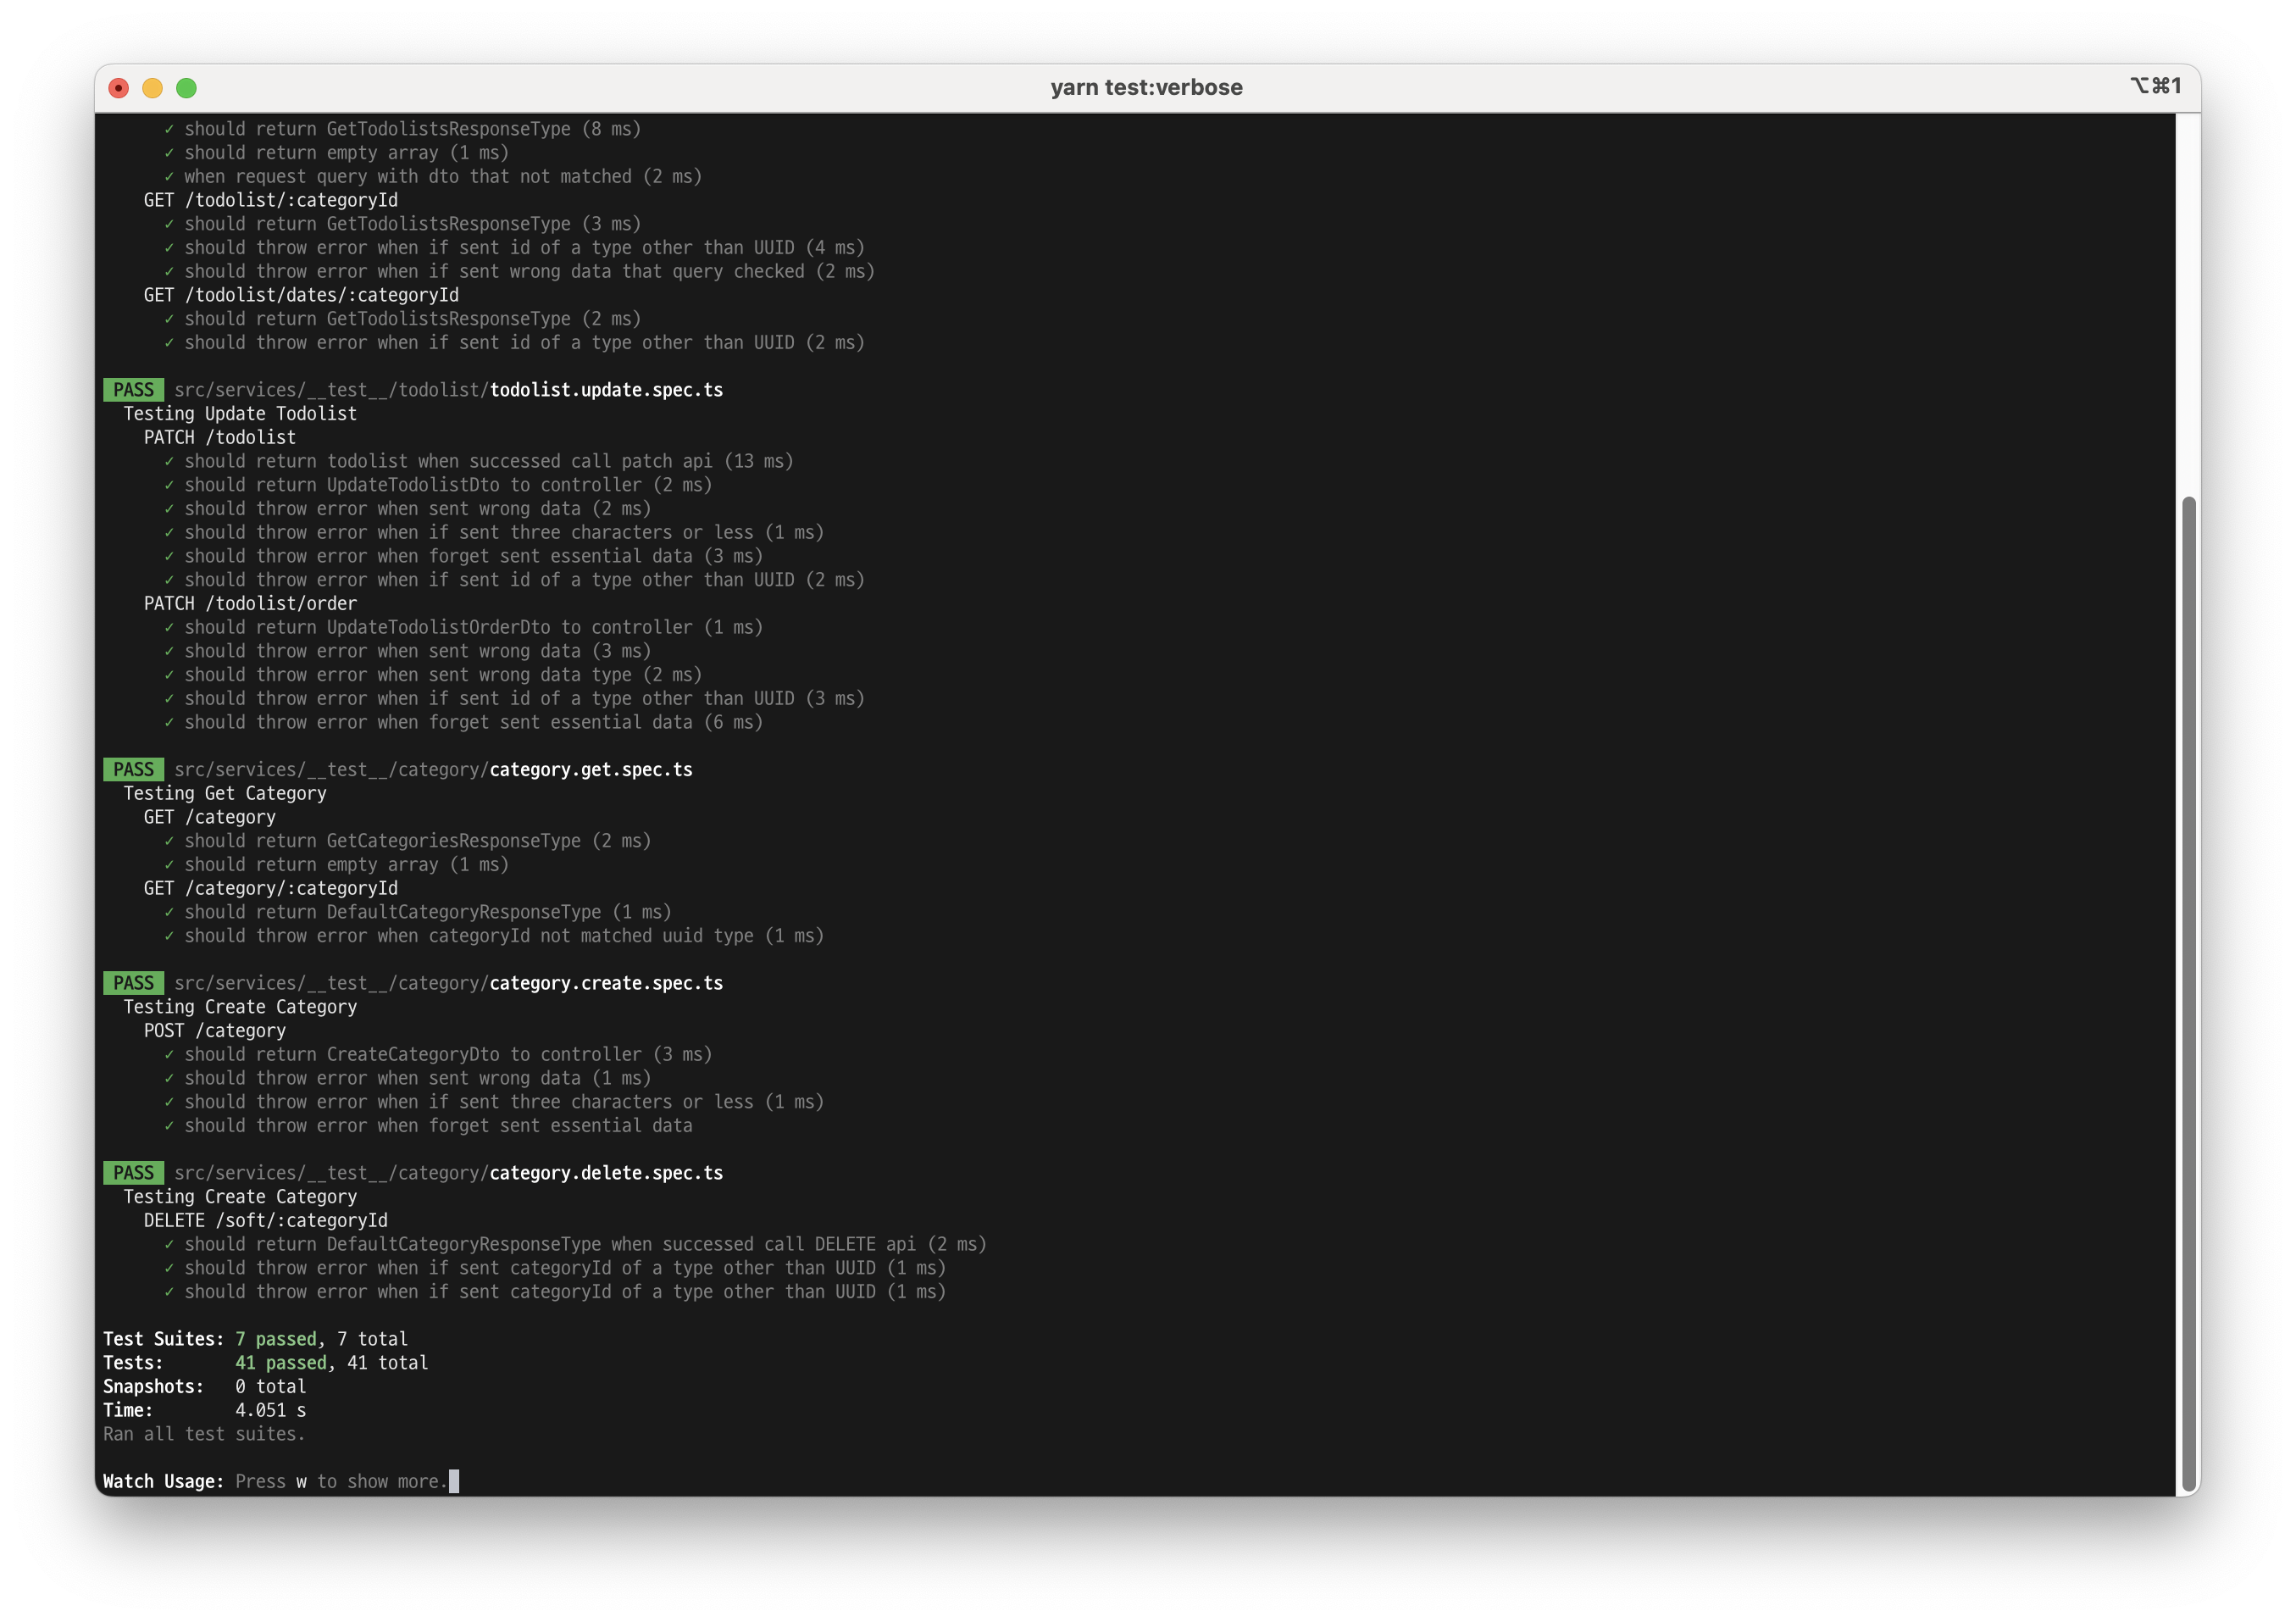 yarn test:verbose
⌥⌘1
✓ should return GetTodolistsResponseType (8 ms)
✓ should return empty array (1 ms)
✓ when request query with dto that not matched (2 ms)
GET /todolist/:categoryId
✓ should return GetTodolistsResponseType (3 ms)
✓ should throw error when if sent id of a type other than UUID (4 ms)
✓ should throw error when if sent wrong data that query checked (2 ms)
GET /todolist/dates/:categoryId
✓ should return GetTodolistsResponseType (2 ms)
✓ should throw error when if sent id of a type other than UUID (2 ms)
PASS src/services/__test__/todolist/todolist.update.spec.ts
Testing Update Todolist
PATCH /todolist
✓ should return todolist when successed call patch api (13 ms)
✓ should return UpdateTodolistDto to controller (2 ms)
✓ should throw error when sent wrong data (2 ms)
✓ should throw error when if sent three characters or less (1 ms)
✓ should throw error when forget sent essential data (3 ms)
✓ should throw error when if sent id of a type other than UUID (2 ms)
PATCH /todolist/order
✓ should return UpdateTodolistOrderDto to controller (1 ms)
✓ should throw error when sent wrong data (3 ms)
✓ should throw error when sent wrong data type (2 ms)
✓ should throw error when if sent id of a type other than UUID (3 ms)
✓ should throw error when forget sent essential data (6 ms)
PASS src/services/__test__/category/category.get.spec.ts
Testing Get Category
GET /category
✓ should return GetCategoriesResponseType (2 ms)
✓ should return empty array (1 ms)
GET /category/:categoryId
✓ should return DefaultCategoryResponseType (1 ms)
✓ should throw error when categoryId not matched uuid type (1 ms)
PASS src/services/__test__/category/category.create.spec.ts
Testing Create Category
POST /category
✓ should return CreateCategoryDto to controller (3 ms)
✓ should throw error when sent wrong data (1 ms)
✓ should throw error when if sent three characters or less (1 ms)
✓ should throw error when forget sent essential data
PASS src/services/__test__/category/category.delete.spec.ts
Testing Create Category
DELETE /soft/:categoryId
✓ should return DefaultCategoryResponseType when successed call DELETE api (2 ms)
✓ should throw error when if sent categoryId of a type other than UUID (1 ms)
✓ should throw error when if sent categoryId of a type other than UUID (1 ms)
Test Suites: 7 passed, 7 total
Tests: 41 passed, 41 total
Snapshots: 0 total
Time: 4.051 s
Ran all test suites.
Watch Usage: Press w to show more.